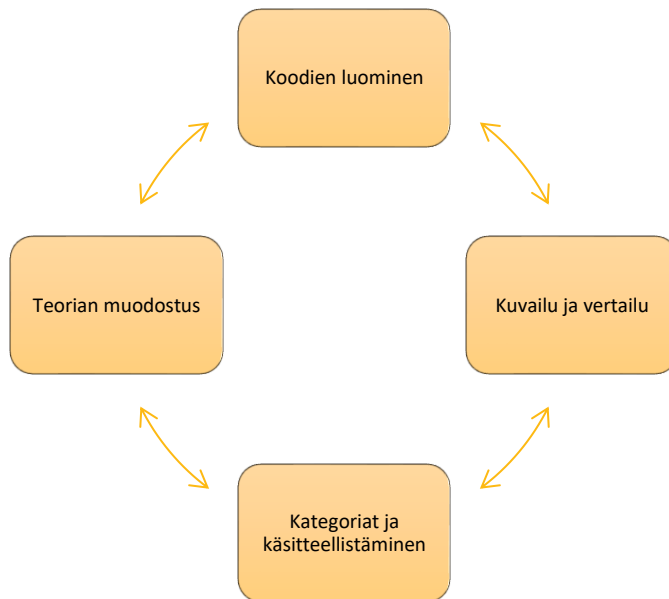 Koodien luominen
Teorian muodostus
Kuvailu ja vertailu
Kategoriat ja
käsitteellistäminen